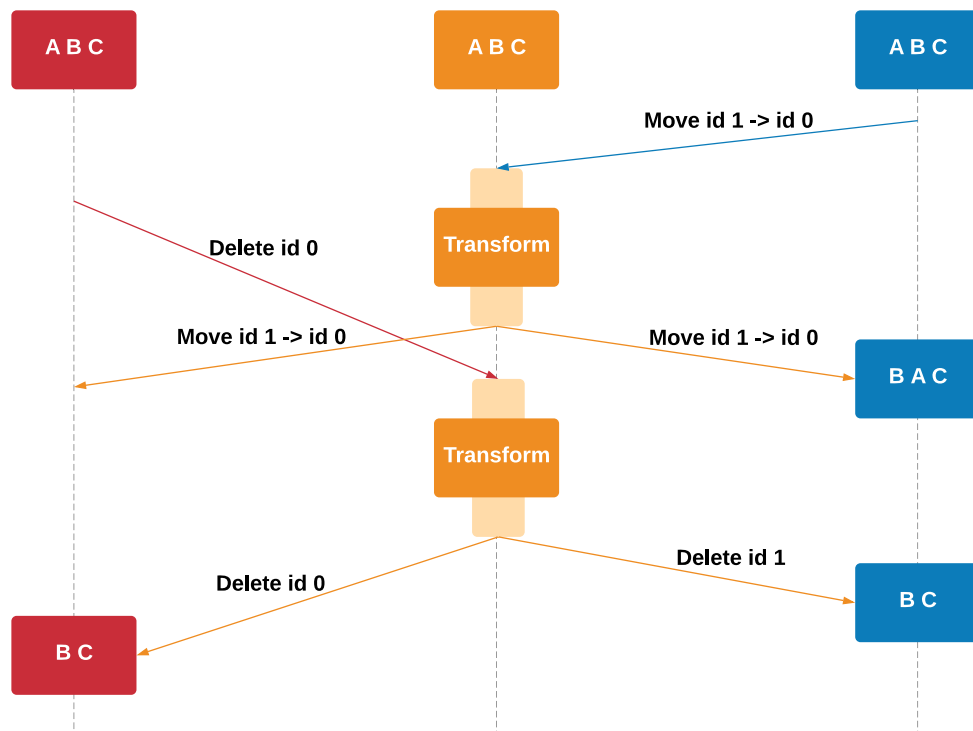 A B C
A B C
A B C
Move id 1 -> id 0
Transform
Delete id 0
Move id 1 -> id 0
Move id 1 -> id 0
B A C
Transform
Delete id 1
Delete id 0
B C
B C